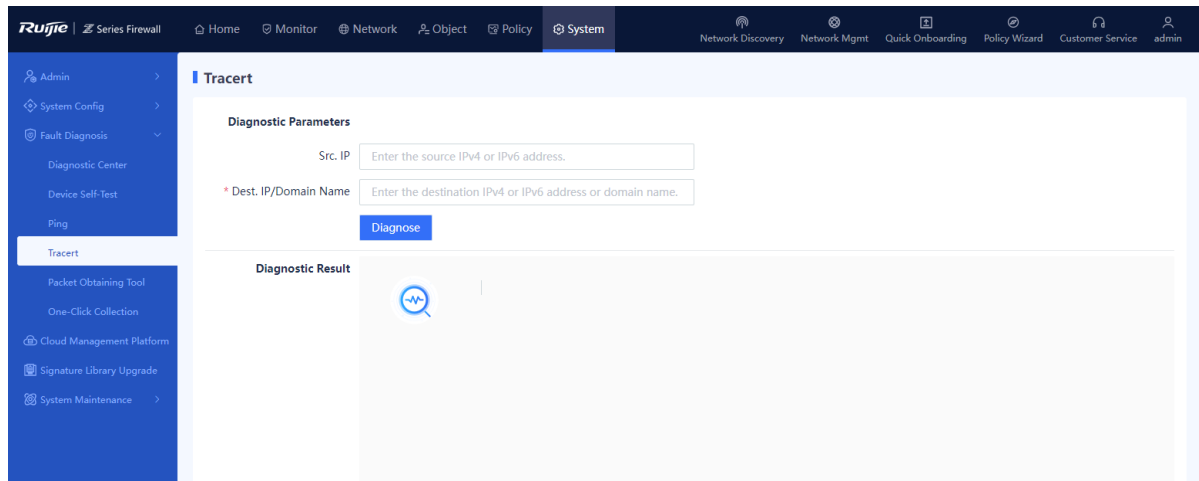 Ruijie | Z Series Firewall
Home
Monitor
Network
Object
Policy
System
Network Discovery
Network Mgmt
Quick Onboarding
Policy Wizard
Customer Service
admin
Admin
System Config
Fault Diagnosis
Diagnostic Center
Device Self-Test
Ping
Tracert
Packet Obtaining Tool
One-Click Collection
Cloud Management Platform
Signature Library Upgrade
System Maintenance
Tracert
Diagnostic Parameters
Src. IP
Enter the source IPv4 or IPv6 address.
* Dest. IP/Domain Name
Enter the destination IPv4 or IPv6 address or domain name.
Diagnose
Diagnostic Result